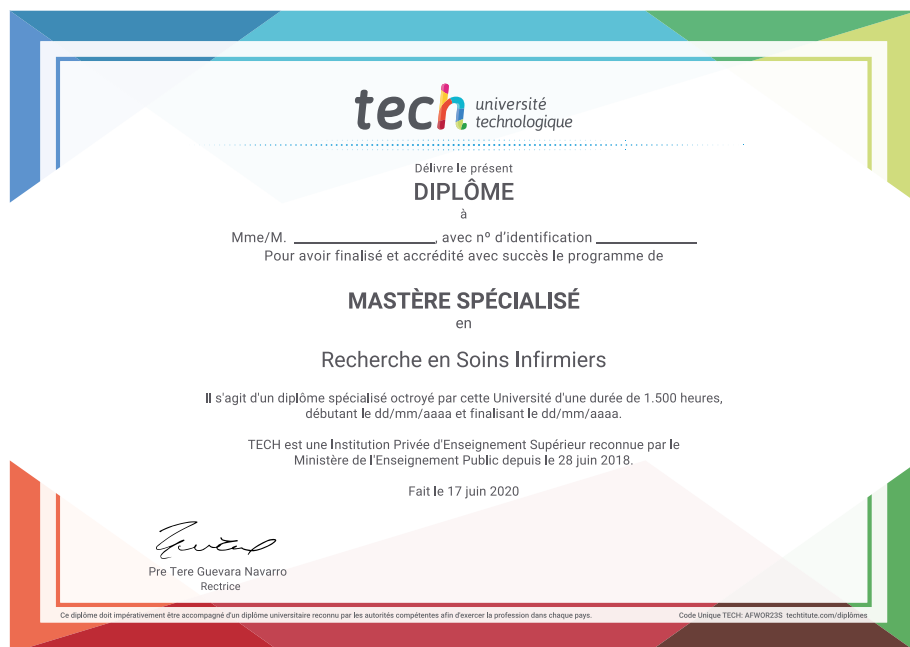 tech université
technologique
Délivre le présent
DIPLÔME
à
Mme/M. ____________________, avec nº d'identification ______________
Pour avoir finalisé et accrédité avec succès le programme de
MASTÈRE SPÉCIALISÉ
en
Recherche en Soins Infirmiers
Il s'agit d'un diplôme spécialisé octroyé par cette Université d'une durée de 1.500 heures,
débutant le dd/mm/aaaa et finalisant le dd/mm/aaaa.
TECH est une Institution Privée d'Enseignement Supérieur reconnue par le
Ministère de l'Enseignement Public depuis le 28 juin 2018.
Fait le 17 juin 2020
Pre Tere Guevara Navarro
Rectrice
Ce diplôme doit impérativement être accompagné d'un diplôme universitaire reconnu par les autorités compétentes afin d'exercer la profession dans chaque pays. Code Unique TECH: AFWOR23S techtitute.com/diplômes